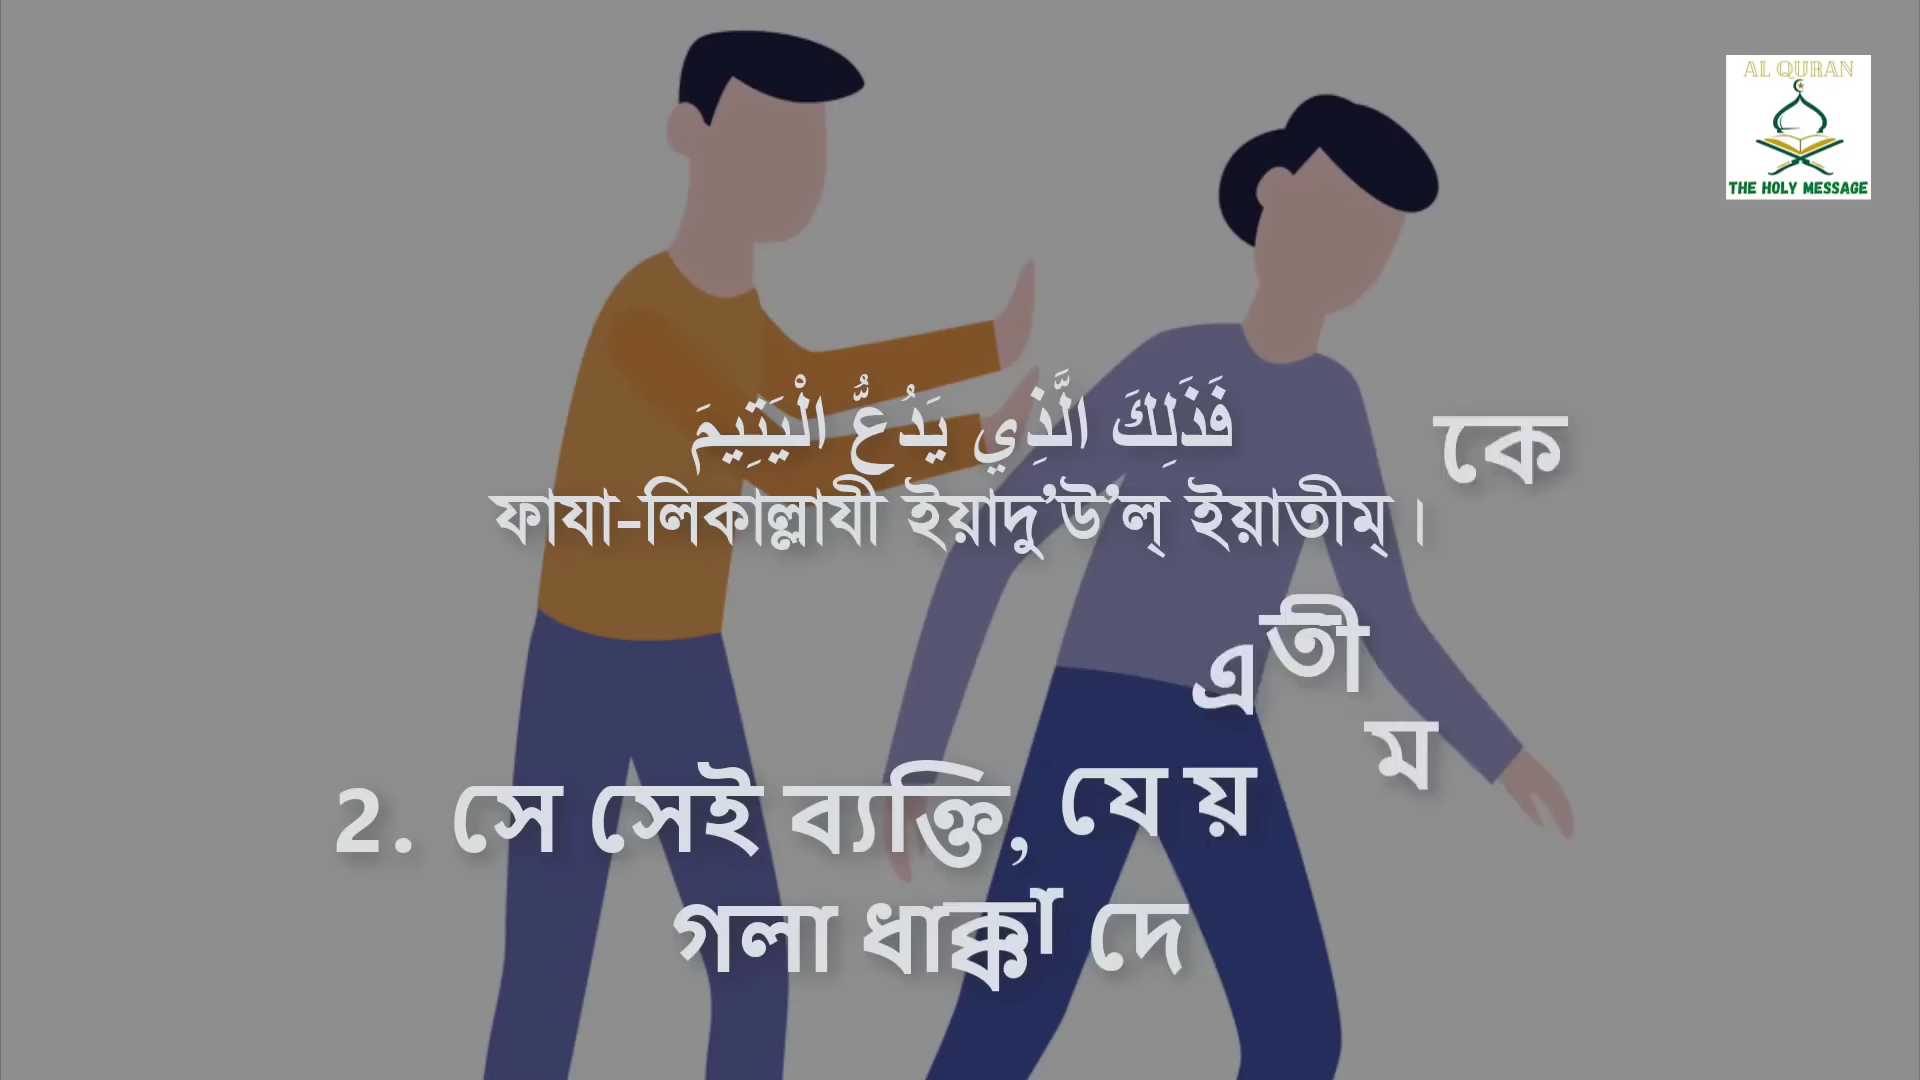 AL QURAN
THE HOLY MESSAGE
فَذَلِكَ الَّذِي يَدُعُّ الْيَتِيمَ
ফাযা-লিকাল্লাযী ইয়াদু’উ’ল্ ইয়াতীম্।
কে
এতীম
2. সে সেই ব্যক্তি, যে য়
গলা ধাক্কা দে